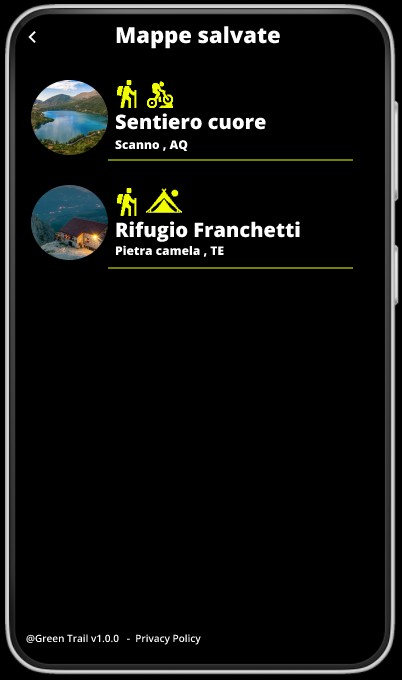 Mappe salvate
Sentiero cuore
Scanno , AQ
Rifugio Franchetti
Pietra camela , TE
@Green Trail v1.0.0 - Privacy Policy